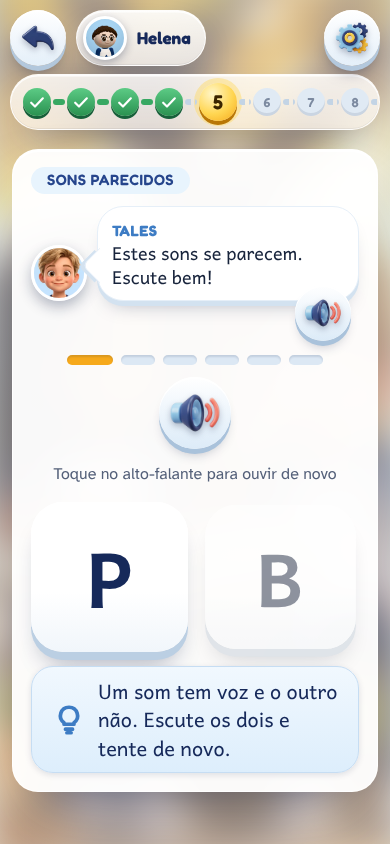 Helena
5
6
7
8
SONS PARECIDOS
TALES
Estes sons se parecem.
Escute bem!
Toque no alto-falante para ouvir de novo
P
B
Um som tem voz e o outro
não. Escute os dois e
tente de novo.